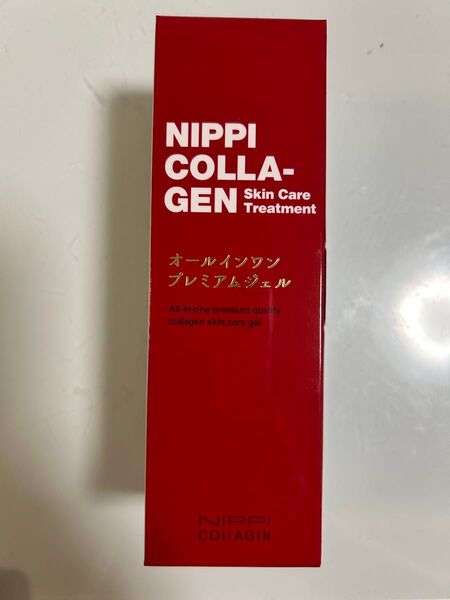 NIPPI
COLLA-
GEN Skin Care
Treatment
オールインワン
プレミアムジェル
All-in-one premium quality
collagen skin care gel
NIPPI
COLLAGEN